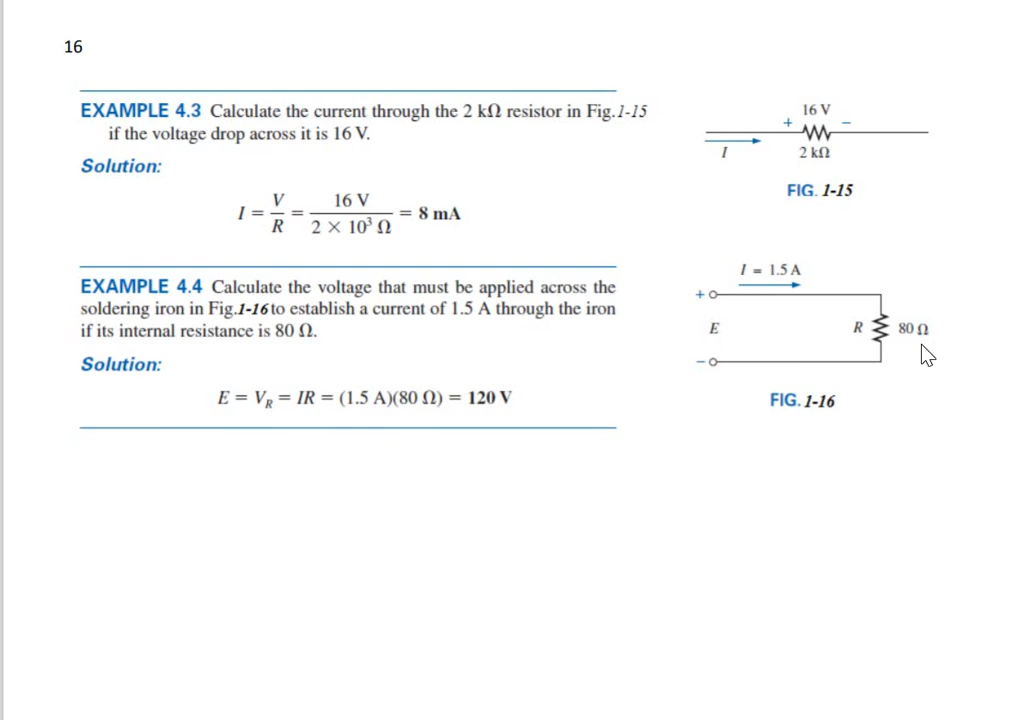 16
EXAMPLE 4.3 Calculate the current through the 2 kΩ resistor in Fig.1-15
if the voltage drop across it is 16 V.
Solution:
I = V/R = 16 V / 2 × 10³ Ω = 8 mA
16 V
+ −
I
2 kΩ
FIG. 1-15
EXAMPLE 4.4 Calculate the voltage that must be applied across the
soldering iron in Fig.1-16 to establish a current of 1.5 A through the iron
if its internal resistance is 80 Ω.
Solution:
E = V_R = IR = (1.5 A)(80 Ω) = 120 V
I = 1.5 A
+
E R 80 Ω
−
FIG. 1-16